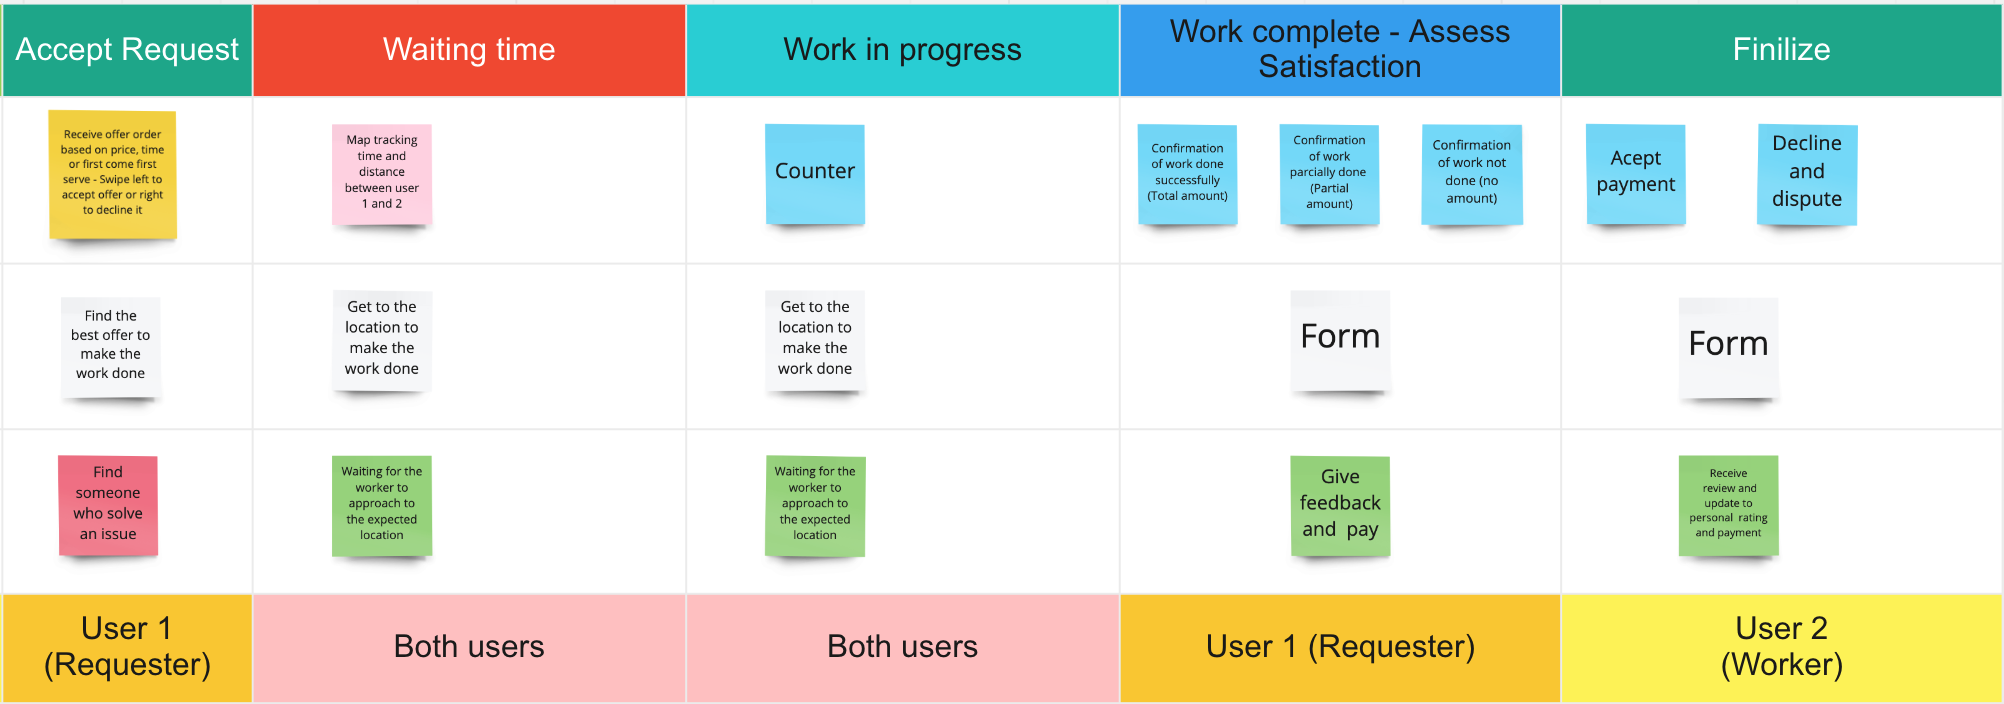 Accept Request
Waiting time
Work in progress
Work complete - Assess
Satisfaction
Finilize
Receive offer order
based on price, time
or first come first
serve - Swipe left to
accept offer or right
to decline it
Map tracking
time and
distance
between user
1 and 2
Counter
Confirmation
of work done
successfully
(Total amount)
Confirmation
of work
parcially done
(Partial
amount)
Confirmation
of work not
done (no
amount)
Acept
payment
Decline
and
dispute
Find the
best offer to
make the
work done
Get to the
location to
make the
work done
Get to the
location to
make the
work done
Form
Form
Find
someone
who solve
an issue
Waiting for the
worker to
approach to
the expected
location
Waiting for the
worker to
approach to
the expected
location
Give
feedback
and pay
Receive
review and
update to
personal rating
and payment
User 1
(Requester)
Both users
Both users
User 1 (Requester)
User 2
(Worker)